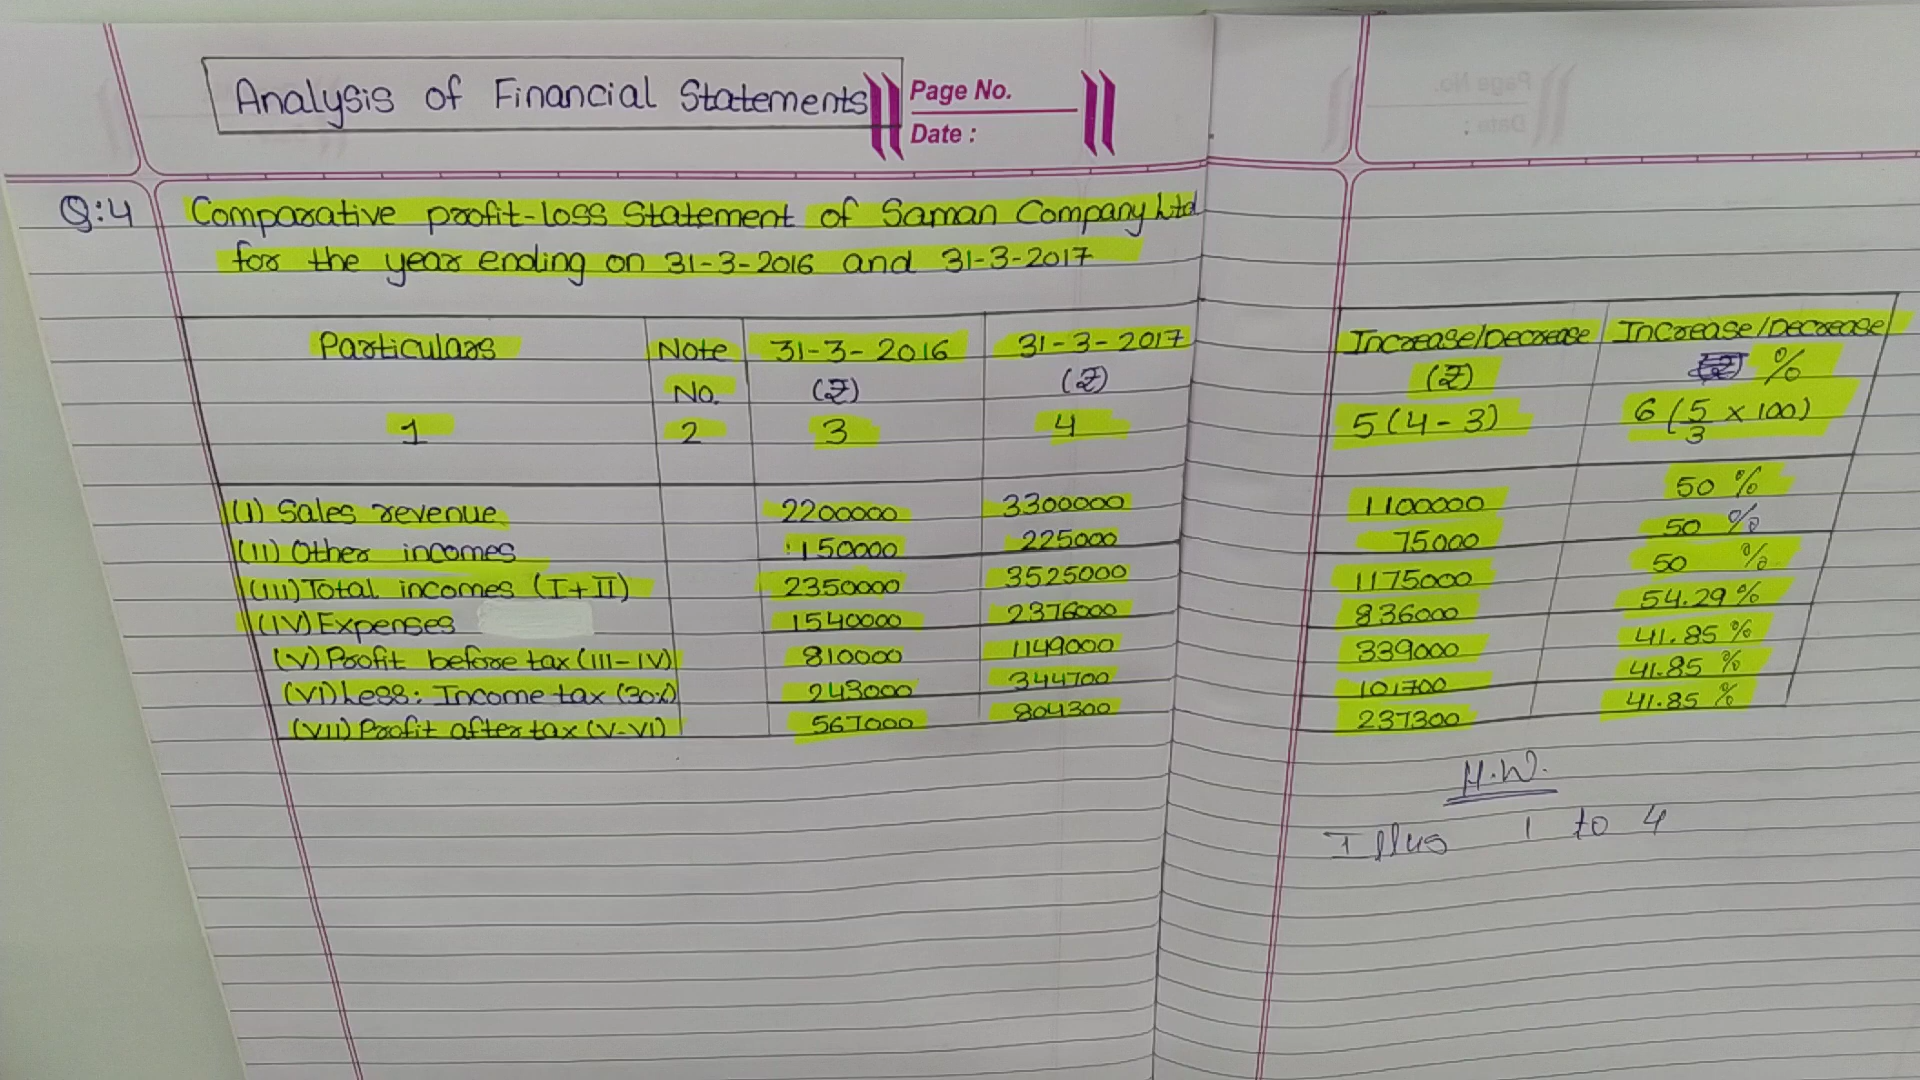 Analysis of Financial Statements
Page No.
Date :
Q:4 Comparative profit-loss Statement of Saman Company Ltd
for the year ending on 31-3-2016 and 31-3-2017
Particulars Note 31-3-2016 31-3-2017 Increase/Decrease Increase/Decrease
No. (₹) (₹) (₹) %
1 2 3 4 5(4-3) 6 (5/3 x 100)
(I) Sales revenue 2200000 3300000 1100000 50 %
(II) Other incomes 150000 225000 75000 50 %
(III) Total incomes (I+II) 2350000 3525000 1175000 50 %
(IV) Expenses 1540000 2376000 836000 54.29%
(V) Profit before tax (III-IV) 810000 1149000 339000 41.85 %
(VI) Less: Income tax (30%) 243000 344700 101700 41.85 %
(VII) Profit after tax (V-VI) 567000 804300 237300 41.85 %
H.W.
Illus 1 to 4